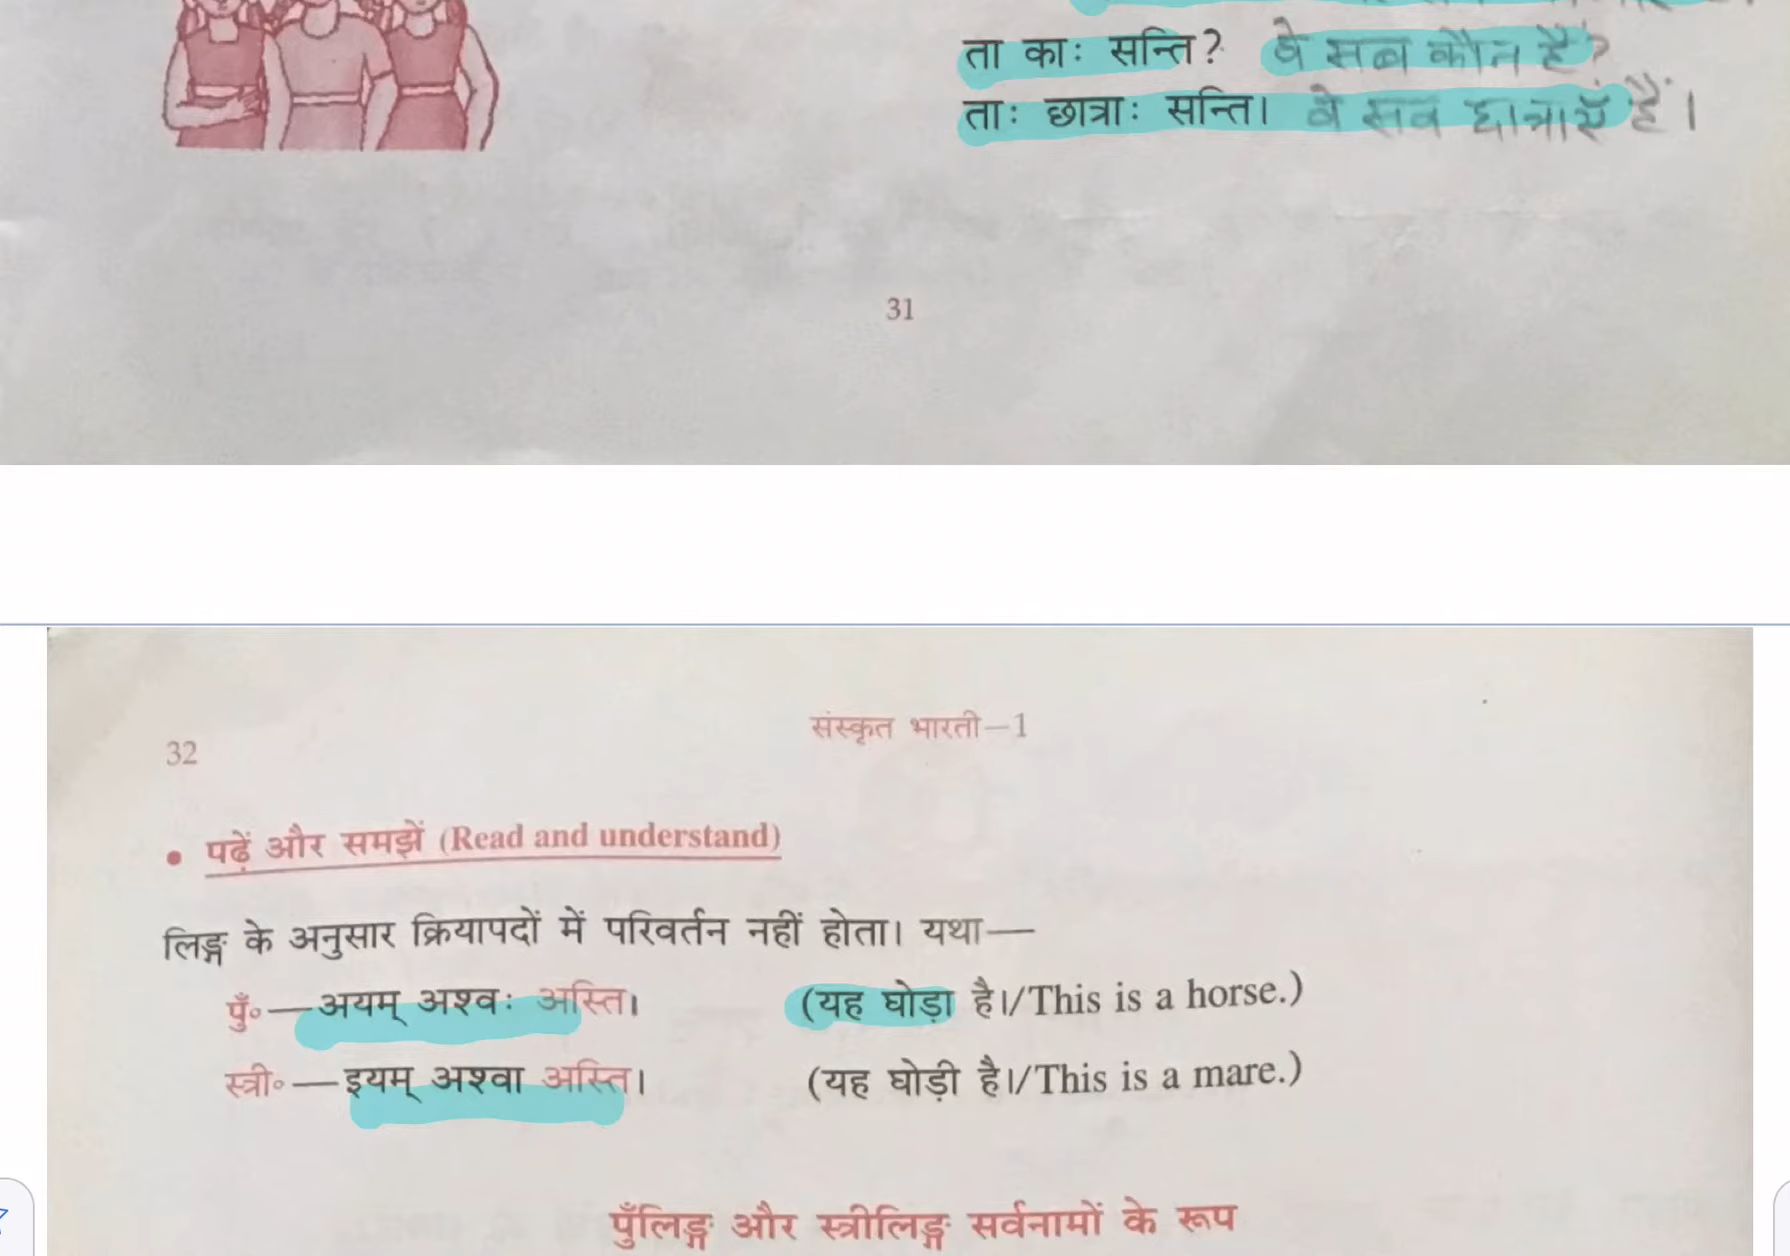 ता काः सन्ति? वे सब कौन है?
ताः छात्राः सन्ति। वे सब छात्राएँ हैं।
31
संस्कृत भारती—1
32
• पढ़ें और समझें (Read and understand)
लिङ्ग के अनुसार क्रियापदों में परिवर्तन नहीं होता। यथा—
पुँ॰—अयम् अश्वः अस्ति। (यह घोड़ा है।/This is a horse.)
स्त्री॰—इयम् अश्वा अस्ति। (यह घोड़ी है।/This is a mare.)
पुँलिङ्ग और स्त्रीलिङ्ग सर्वनामों के रूप